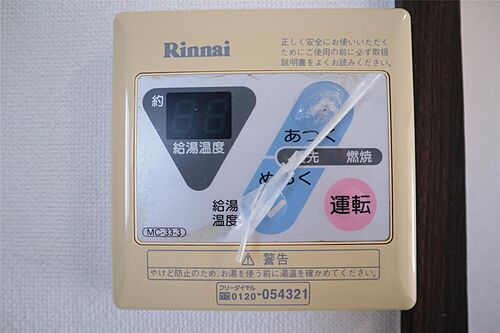 Rinnai
正しく安全にお使いいただく
ためにご使用の前に必ず取扱
説明書をよくお読みください。
約
給湯温度
あつく
先 燃焼
ぬるく
給湯
温度
運転
MC-33-3
警告
やけど防止のため、お湯を使う前に湯温を確かめてください。
フリーダイヤル
0120-054321